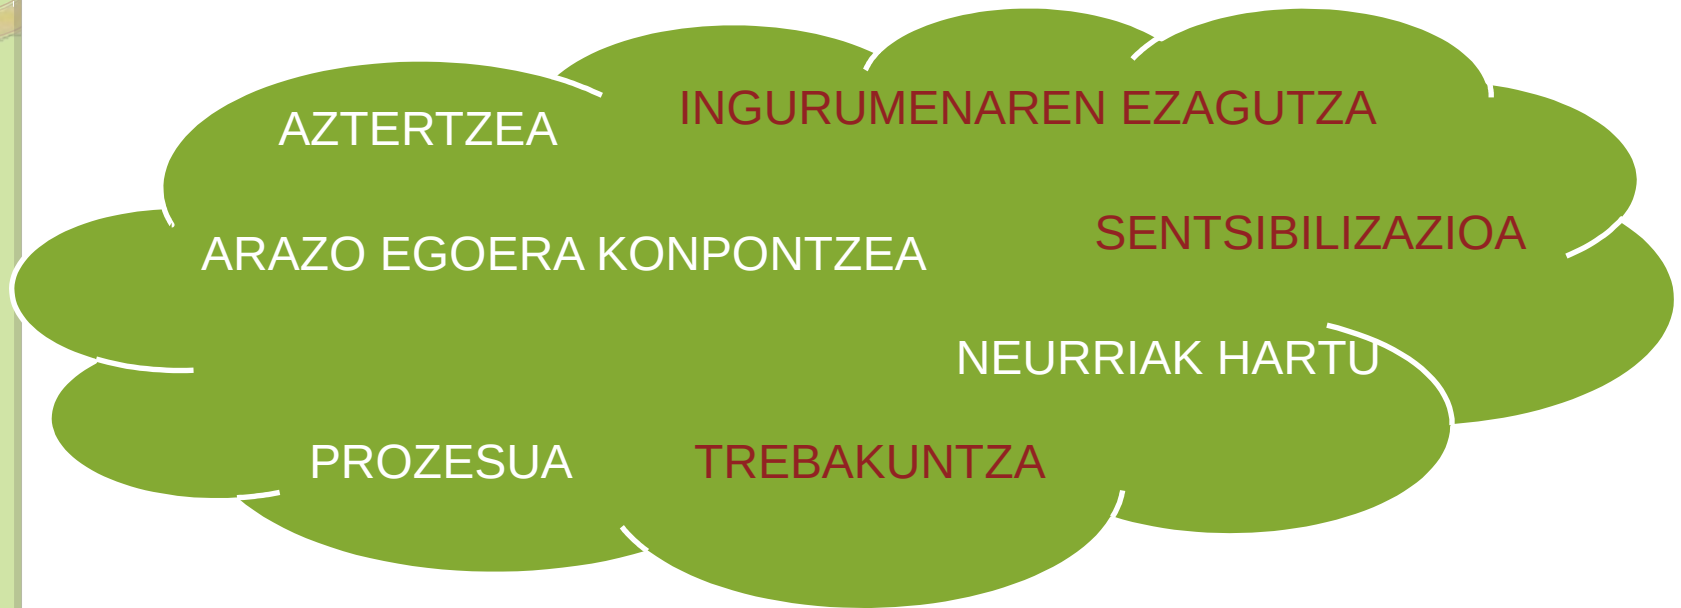 AZTERTZEA
INGURUMENAREN EZAGUTZA
ARAZO EGOERA KONPONTZEA
SENTSIBILIZAZIOA
NEURRIAK HARTU
PROZESUA
TREBAKUNTZA